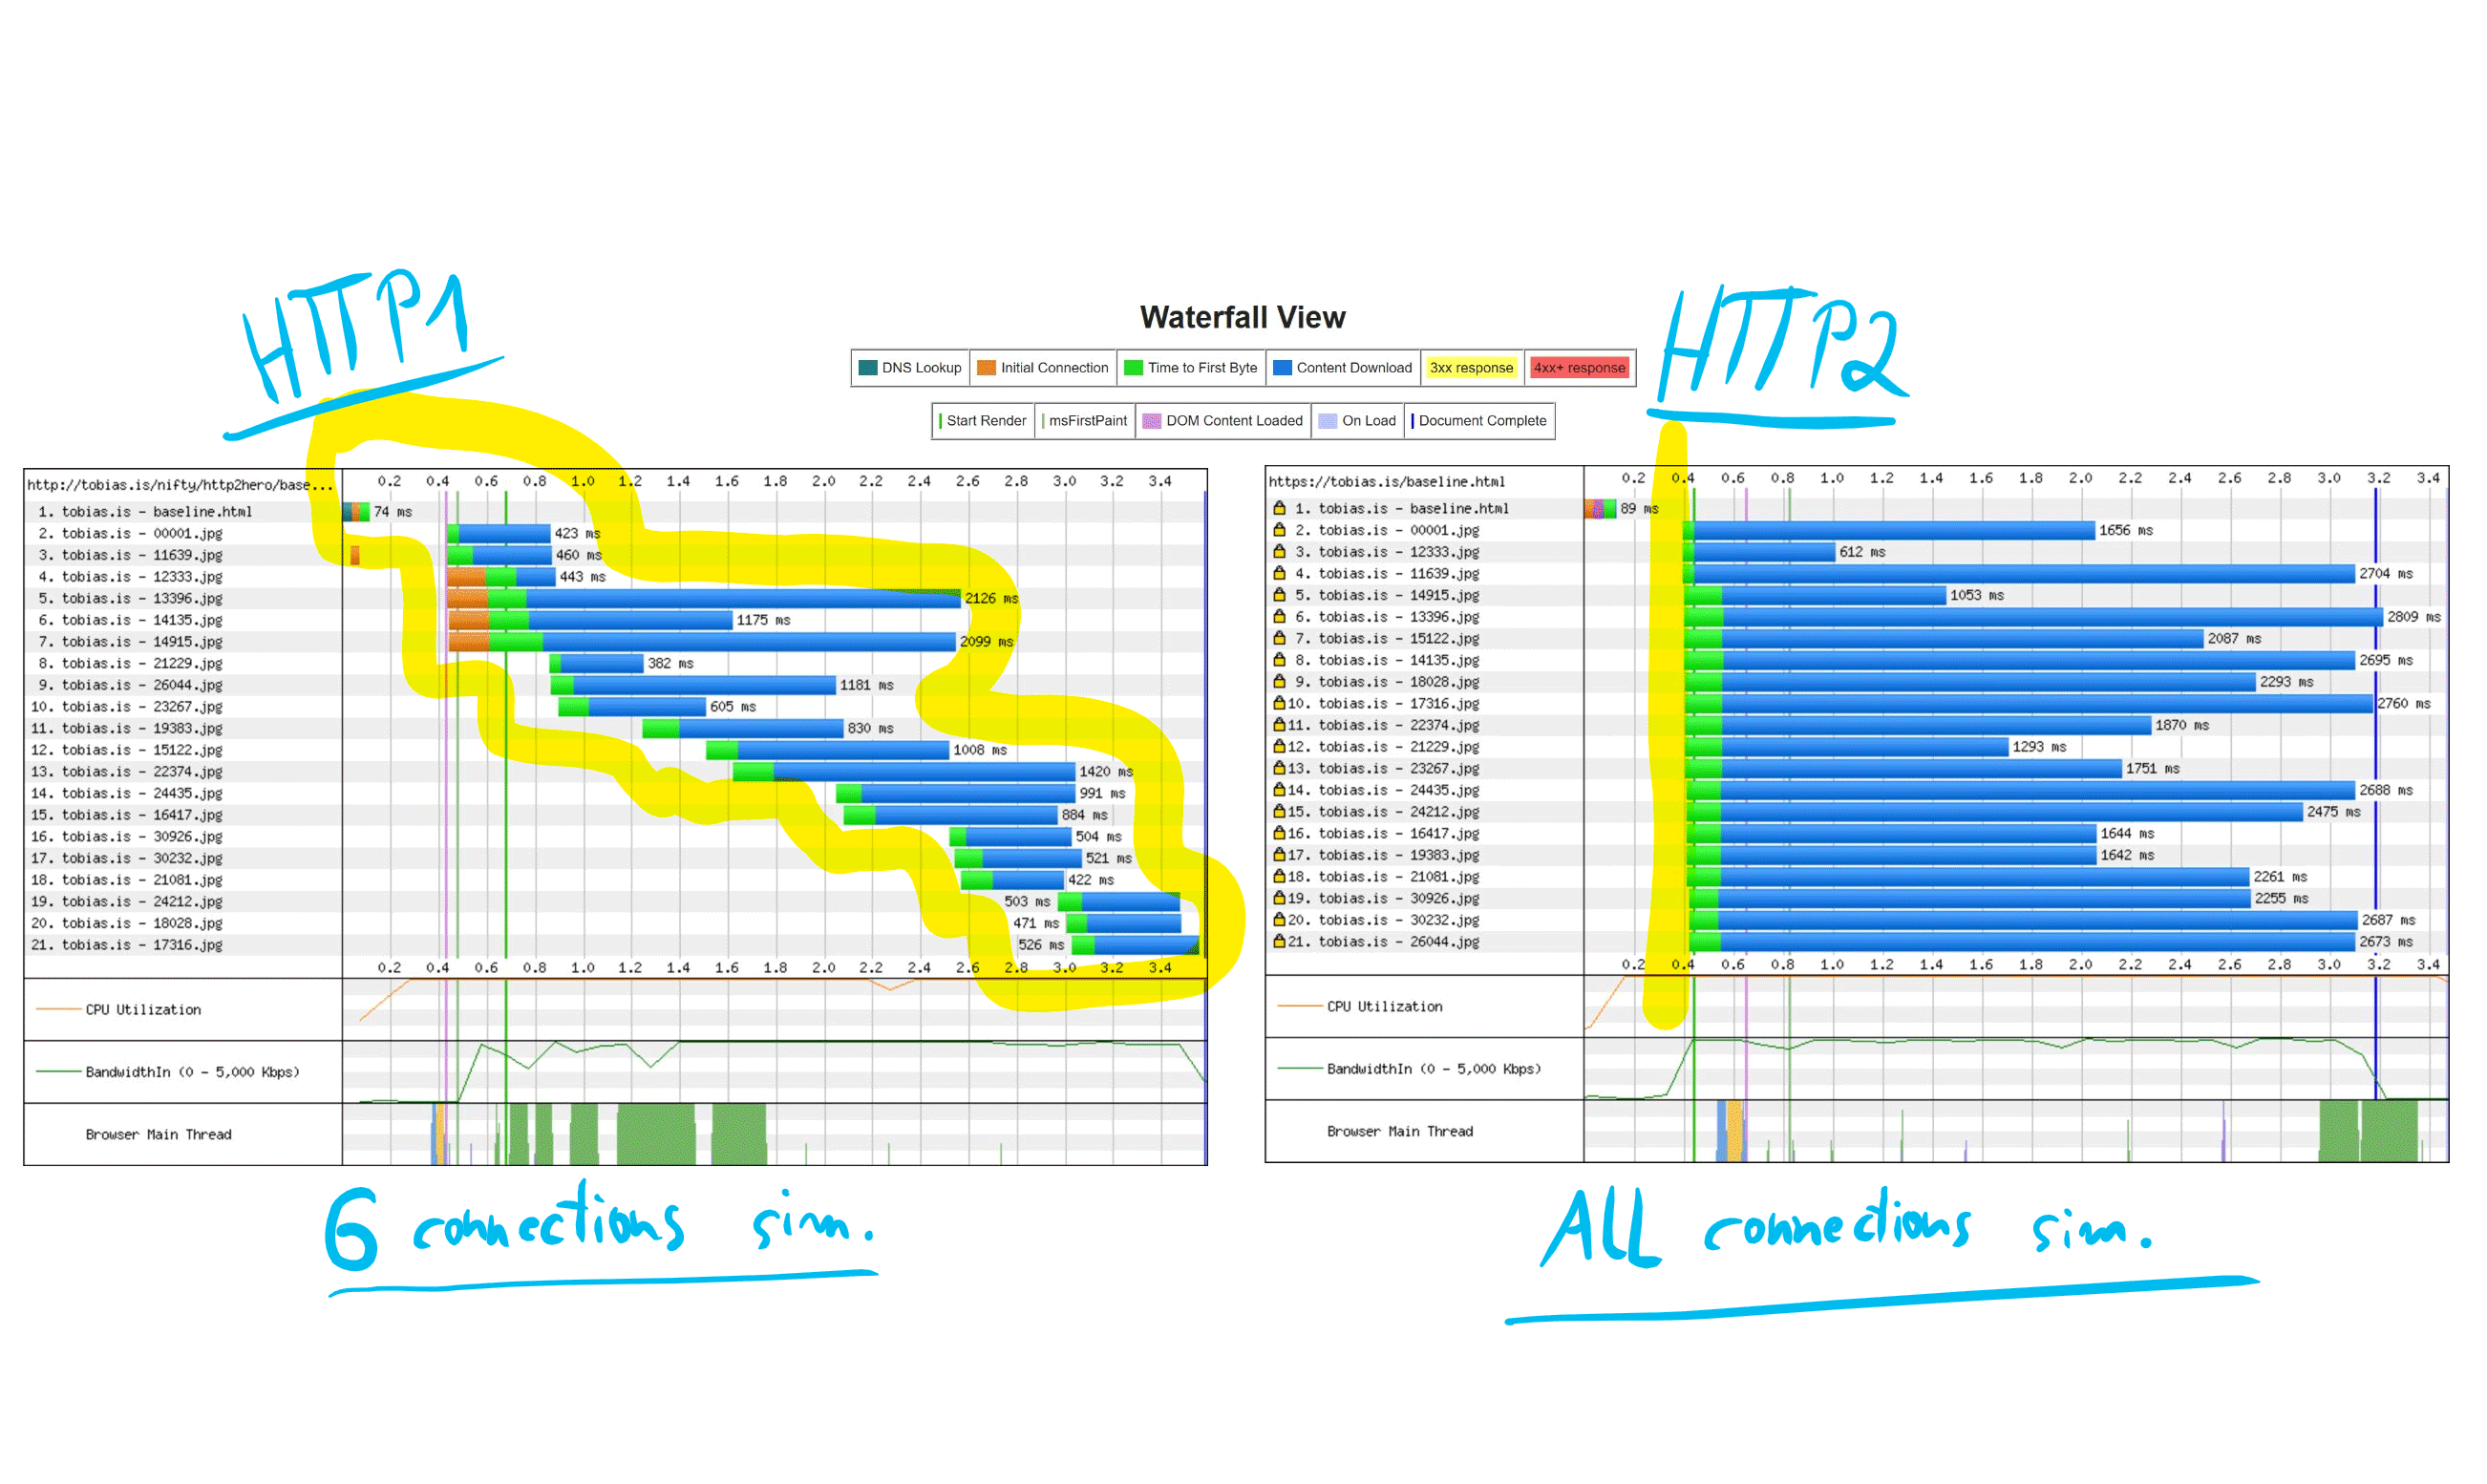 HTTP1
HTTP2
Waterfall View
DNS Lookup Initial Connection Time to First Byte Content Download 3xx response 4xx+ response
Start Render msFirstPaint DOM Content Loaded On Load Document Complete
http://tobias.is/nifty/http2hero/base... 0.2 0.4 0.6 0.8 1.0 1.2 1.4 1.6 1.8 2.0 2.2 2.4 2.6 2.8 3.0 3.2 3.4
1. tobias.is - baseline.html 74 ms
2. tobias.is - 00001.jpg 423 ms
3. tobias.is - 11639.jpg 460 ms
4. tobias.is - 12333.jpg 443 ms
5. tobias.is - 13396.jpg 2126 ms
6. tobias.is - 14135.jpg 1175 ms
7. tobias.is - 14915.jpg 2099 ms
8. tobias.is - 21229.jpg 382 ms
9. tobias.is - 26044.jpg 1181 ms
10. tobias.is - 23267.jpg 605 ms
11. tobias.is - 19383.jpg 830 ms
12. tobias.is - 15122.jpg 1008 ms
13. tobias.is - 22374.jpg 1420 ms
14. tobias.is - 24435.jpg 991 ms
15. tobias.is - 16417.jpg 884 ms
16. tobias.is - 30926.jpg 504 ms
17. tobias.is - 30232.jpg 521 ms
18. tobias.is - 21081.jpg 422 ms
19. tobias.is - 24212.jpg 503 ms
20. tobias.is - 18028.jpg 471 ms
21. tobias.is - 17316.jpg 526 ms
0.2 0.4 0.6 0.8 1.0 1.2 1.4 1.6 1.8 2.0 2.2 2.4 2.6 2.8 3.0 3.2 3.4
CPU Utilization
BandwidthIn (0 - 5,000 Kbps)
Browser Main Thread
6 connections sim.
https://tobias.is/baseline.html 0.2 0.4 0.6 0.8 1.0 1.2 1.4 1.6 1.8 2.0 2.2 2.4 2.6 2.8 3.0 3.2 3.4
1. tobias.is - baseline.html 89 ms
2. tobias.is - 00001.jpg 1656 ms
3. tobias.is - 12333.jpg 612 ms
4. tobias.is - 11639.jpg 2704 ms
5. tobias.is - 14915.jpg 1053 ms
6. tobias.is - 13396.jpg 2809 ms
7. tobias.is - 15122.jpg 2087 ms
8. tobias.is - 14135.jpg 2695 ms
9. tobias.is - 18028.jpg 2293 ms
10. tobias.is - 17316.jpg 2760 ms
11. tobias.is - 22374.jpg 1870 ms
12. tobias.is - 21229.jpg 1293 ms
13. tobias.is - 23267.jpg 1751 ms
14. tobias.is - 24435.jpg 2688 ms
15. tobias.is - 24212.jpg 2475 ms
16. tobias.is - 16417.jpg 1644 ms
17. tobias.is - 19383.jpg 1642 ms
18. tobias.is - 21081.jpg 2261 ms
19. tobias.is - 30926.jpg 2255 ms
20. tobias.is - 30232.jpg 2687 ms
21. tobias.is - 26044.jpg 2673 ms
0.2 0.4 0.6 0.8 1.0 1.2 1.4 1.6 1.8 2.0 2.2 2.4 2.6 2.8 3.0 3.2 3.4
CPU Utilization
BandwidthIn (0 - 5,000 Kbps)
Browser Main Thread
ALL connections sim.